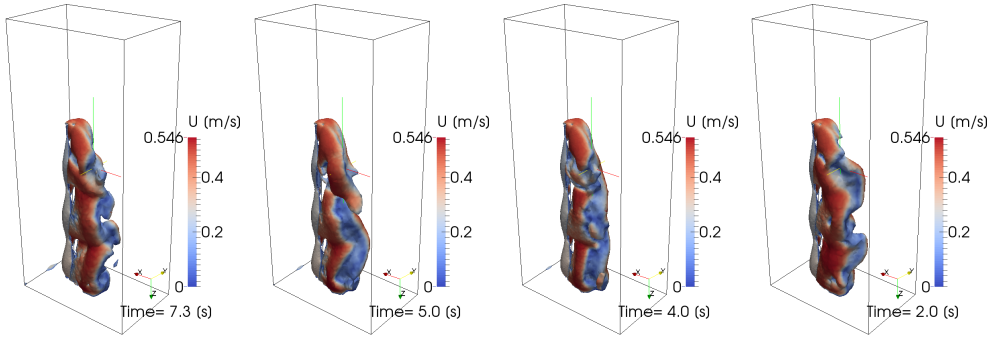 U (m/s)
0.546
0.4
0.2
0
X Y
Z
Time= 7.3 (s)
U (m/s)
0.546
0.4
0.2
0
X Y
Z
Time= 5.0 (s)
U (m/s)
0.546
0.4
0.2
0
X Y
Z
Time= 4.0 (s)
U (m/s)
0.546
0.4
0.2
0
X Y
Z
Time= 2.0 (s)